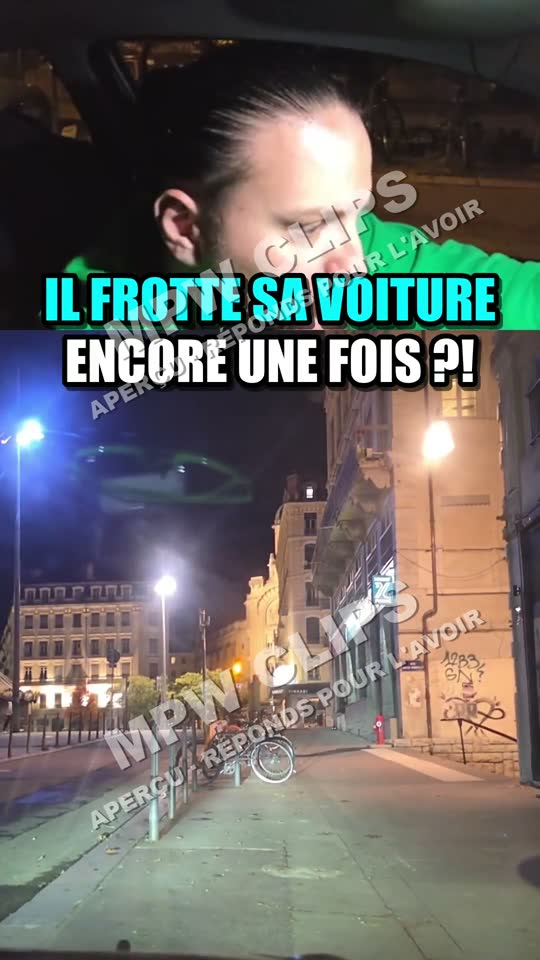 MPW CLIPS
APERÇU - RÉPONDS POUR L'AVOIR
IL FROTTE SA VOITURE
ENCORE UNE FOIS ?!
MPW CLIPS
APERÇU - RÉPONDS POUR L'AVOIR